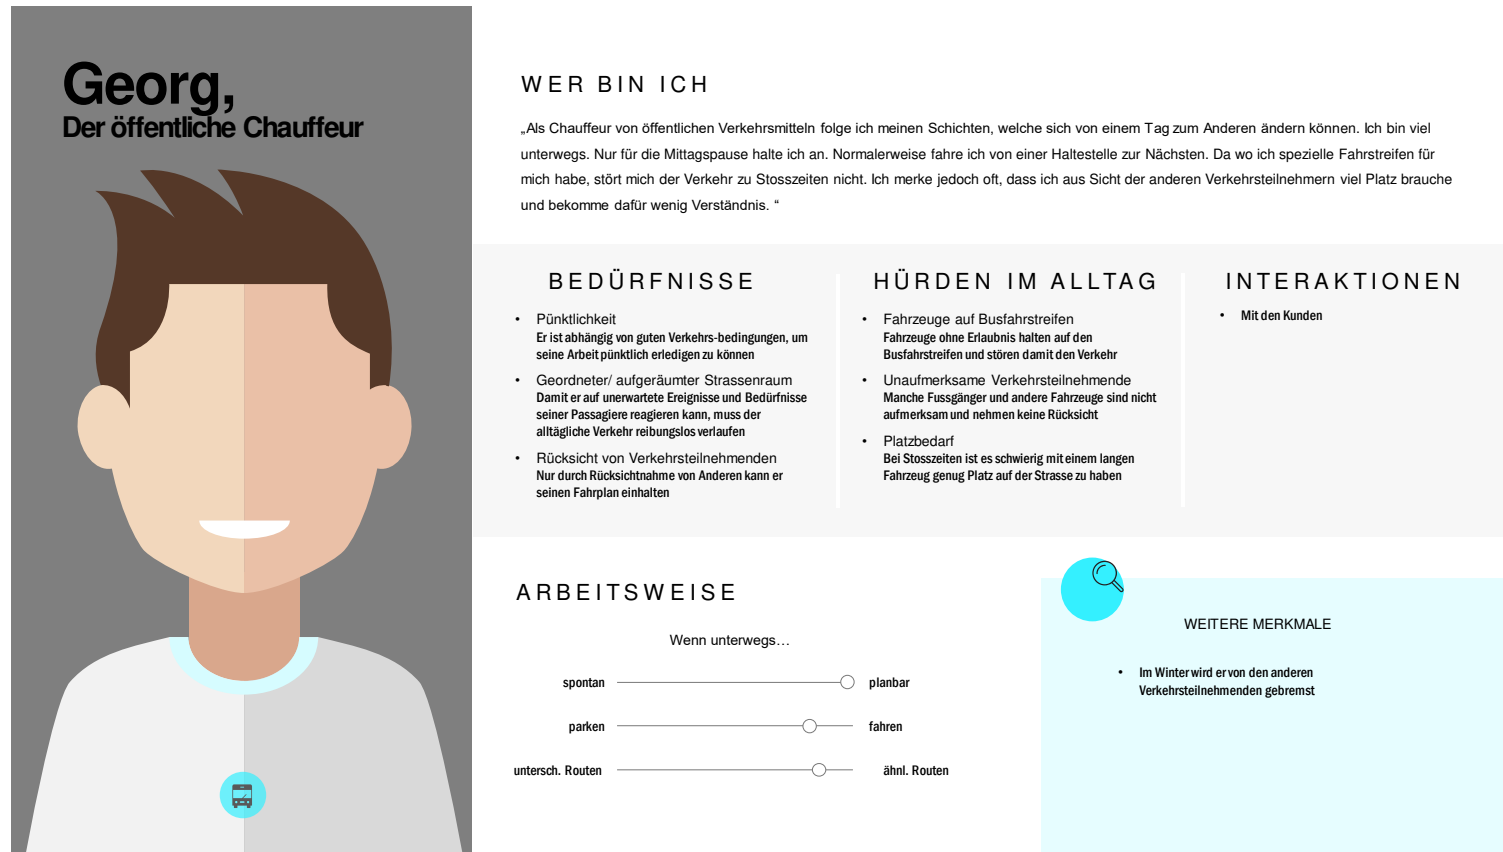 Georg,
Der öffentliche Chauffeur
WER BIN ICH
„Als Chauffeur von öffentlichen Verkehrsmitteln folge ich meinen Schichten, welche sich von einem Tag zum Anderen ändern können. Ich bin viel
unterwegs. Nur für die Mittagspause halte ich an. Normalerweise fahre ich von einer Haltestelle zur Nächsten. Da wo ich spezielle Fahrstreifen für
mich habe, stört mich der Verkehr zu Stosszeiten nicht. Ich merke jedoch oft, dass ich aus Sicht der anderen Verkehrsteilnehmern viel Platz brauche
und bekomme dafür wenig Verständnis. “
BEDÜRFNISSE
• Pünktlichkeit
Er ist abhängig von guten Verkehrs-bedingungen, um
seine Arbeit pünktlich erledigen zu können
• Geordneter/ aufgeräumter Strassenraum
Damit er auf unerwartete Ereignisse und Bedürfnisse
seiner Passagiere reagieren kann, muss der
alltägliche Verkehr reibungslos verlaufen
• Rücksicht von Verkehrsteilnehmenden
Nur durch Rücksichtnahme von Anderen kann er
seinen Fahrplan einhalten
HÜRDEN IM ALLTAG
• Fahrzeuge auf Busfahrstreifen
Fahrzeuge ohne Erlaubnis halten auf den
Busfahrstreifen und stören damit den Verkehr
• Unaufmerksame Verkehrsteilnehmende
Manche Fussgänger und andere Fahrzeuge sind nicht
aufmerksam und nehmen keine Rücksicht
• Platzbedarf
Bei Stosszeiten ist es schwierig mit einem langen
Fahrzeug genug Platz auf der Strasse zu haben
INTERAKTIONEN
• Mit den Kunden
ARBEITSWEISE
Wenn unterwegs…
spontan planbar
parken fahren
untersch. Routen ähnl. Routen
WEITERE MERKMALE
• Im Winter wird er von den anderen
Verkehrsteilnehmenden gebremst